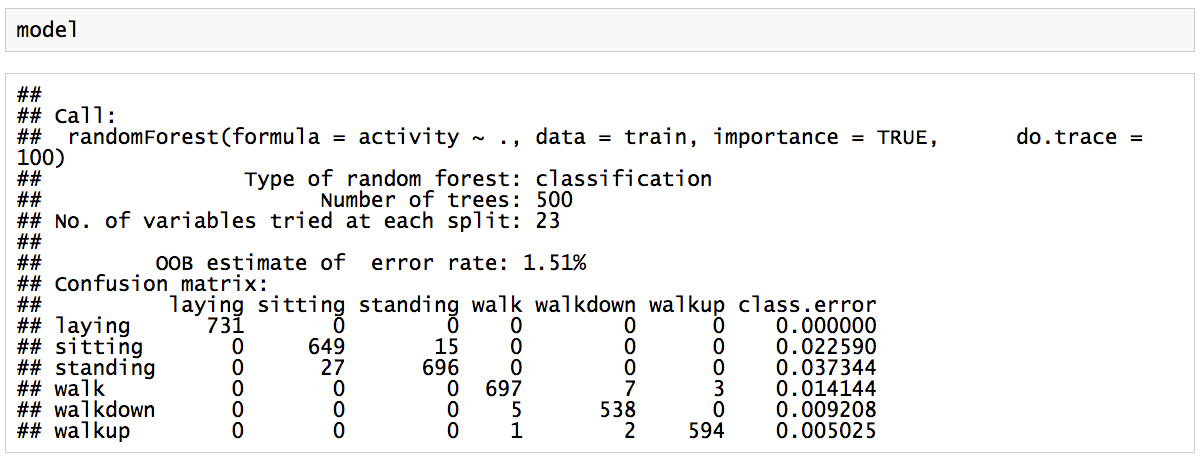 model
##
## Call:
##  randomForest(formula = activity ~ ., data = train, importance = TRUE,      do.trace =
100)
##                Type of random forest: classification
##                      Number of trees: 500
## No. of variables tried at each split: 23
##
##         OOB estimate of  error rate: 1.51%
## Confusion matrix:
##          laying sitting standing walk walkdown walkup class.error
## laying      731       0        0    0        0      0    0.000000
## sitting       0     649       15    0        0      0    0.022590
## standing      0      27      696    0        0      0    0.037344
## walk          0       0        0  697        7      3    0.014144
## walkdown      0       0        0    5      538      0    0.009208
## walkup        0       0        0    1        2    594    0.005025